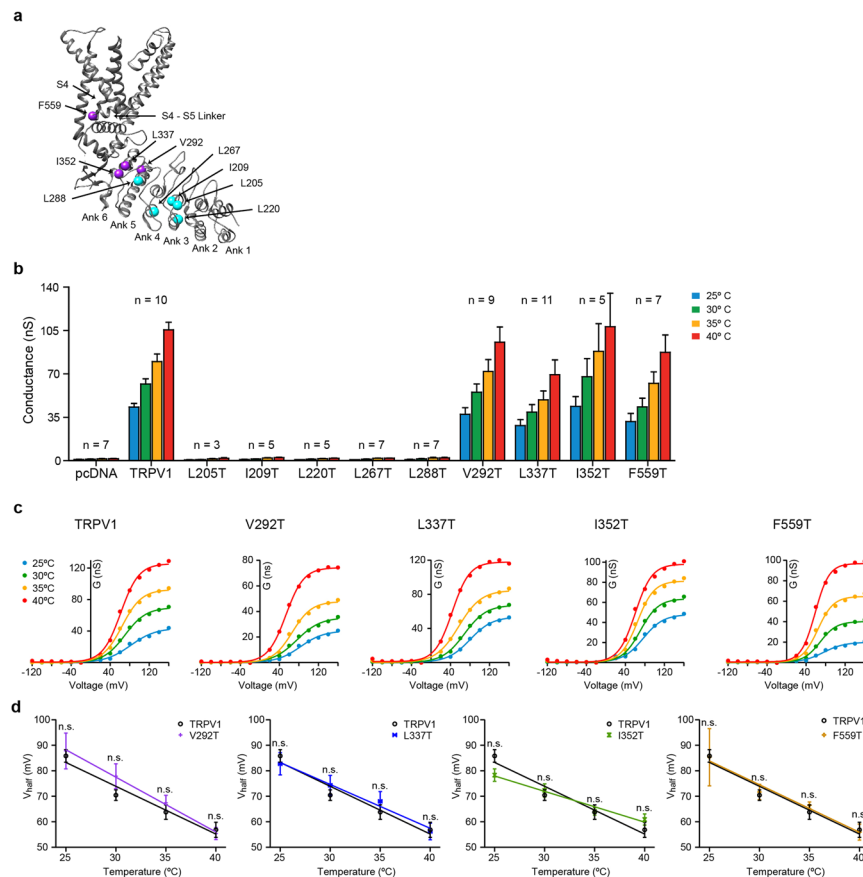 a
S4
F559
S4 - S5 Linker
L337
V292
L267
I352
I209
L205
L288
L220
Ank 6
Ank 5
Ank 4
Ank 3
Ank 2
Ank 1
b
Conductance (nS)
140
105
70
35
0
n = 7
n = 10
n = 3
n = 5
n = 5
n = 7
n = 7
n = 9
n = 11
n = 5
n = 7
25º C
30º C
35º C
40º C
pcDNA
TRPV1
L205T
I209T
L220T
L267T
L288T
V292T
L337T
I352T
F559T
c
TRPV1
V292T
L337T
I352T
F559T
25ºC
30ºC
35ºC
40ºC
G (nS)
120
80
40
-120
-40
40
120
Voltage (mV)
G (ns)
80
60
40
20
-120
-40
40
120
Voltage (mV)
G (nS)
120
80
40
-120
-40
40
120
Voltage (mV)
G (nS)
100
80
60
40
20
-120
-40
40
120
Voltage (mV)
G (nS)
100
80
60
40
20
-120
-40
40
120
Voltage (mV)
d
Vhalf (mV)
100
90
80
70
60
50
n.s.
n.s.
n.s.
n.s.
TRPV1
V292T
25
30
35
40
Temperature (ºC)
Vhalf (mV)
100
90
80
70
60
50
n.s.
n.s.
n.s.
n.s.
TRPV1
L337T
25
30
35
40
Temperature (ºC)
Vhalf (mV)
100
90
80
70
60
50
n.s.
n.s.
n.s.
n.s.
TRPV1
I352T
25
30
35
40
Temperature (ºC)
Vhalf (mV)
100
90
80
70
60
50
n.s.
n.s.
n.s.
n.s.
TRPV1
F559T
25
30
35
40
Temperature (ºC)